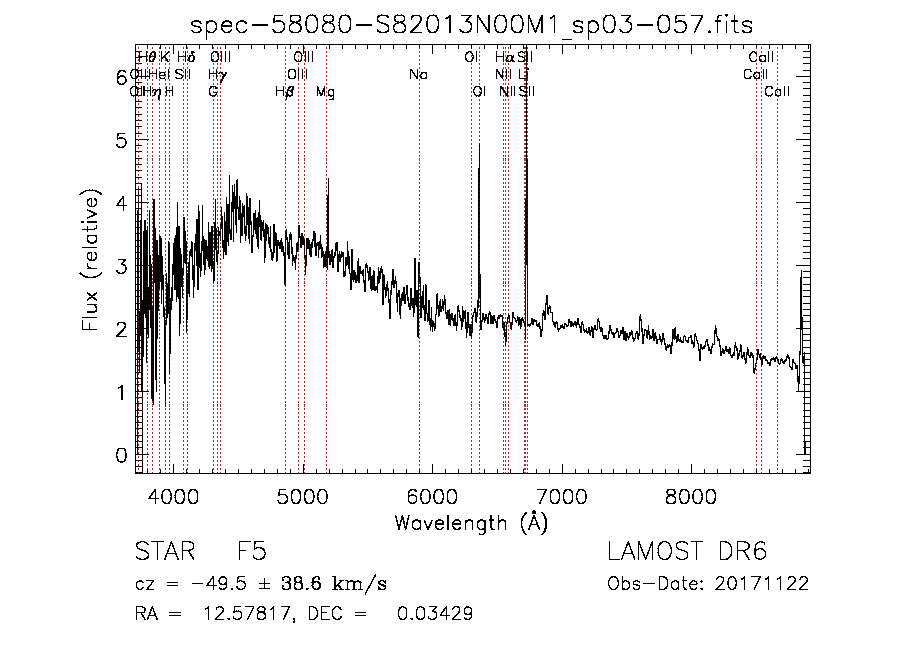 spec-58080-S82013N00M1_sp03-057.fits
Hθ K Hδ OIII OIII OI Hα SII CaII
HeI SII Hγ OIII Na NII Li CaII
Hη H G Hβ Mg OI NII SII CaII
6
5
4
3
2
1
0
Flux (relative)
4000 5000 6000 7000 8000
Wavelength (Å)
STAR F5 LAMOST DR6
cz = −49.5 ± 38.6 km/s Obs−Date: 20171122
RA = 12.57817, DEC = 0.03429